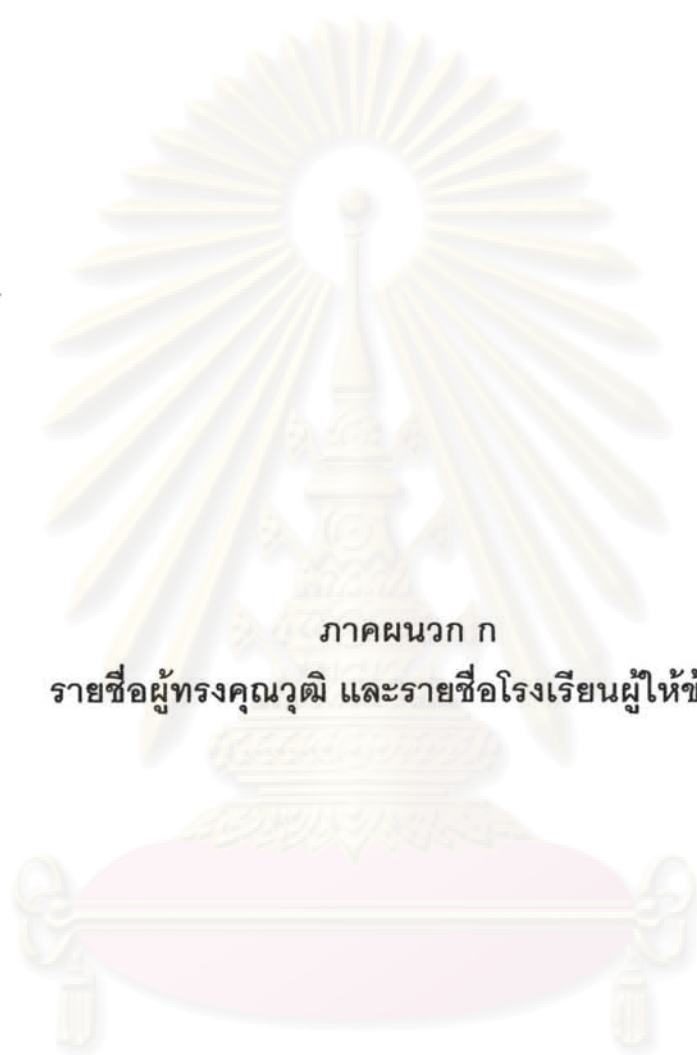 ภาคผนวก ก
รายชื่อผู้ทรงคุณวุฒิ และรายชื่อโรงเรียนผู้ให้